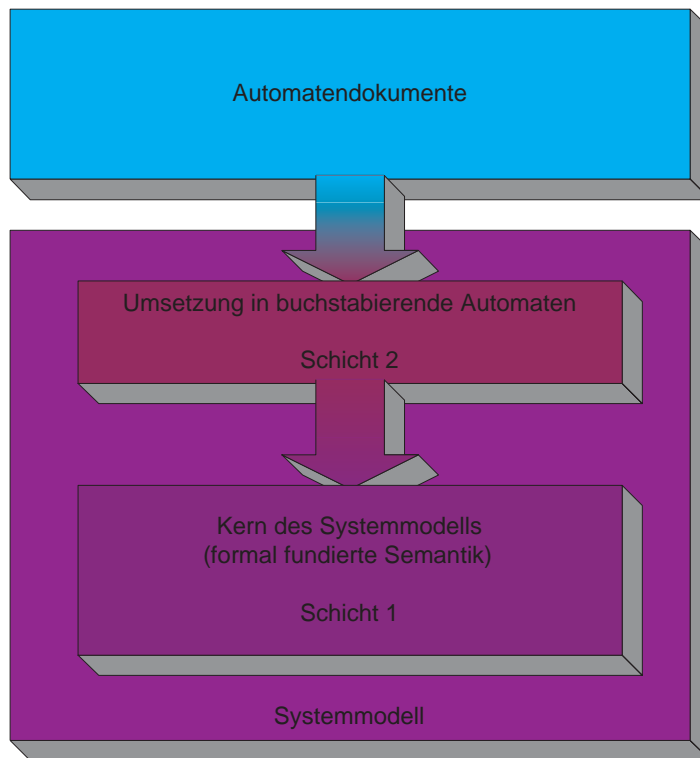 Automatendokumente
Umsetzung in buchstabierende Automaten
Schicht 2
Kern des Systemmodells
(formal fundierte Semantik)
Schicht 1
Systemmodell